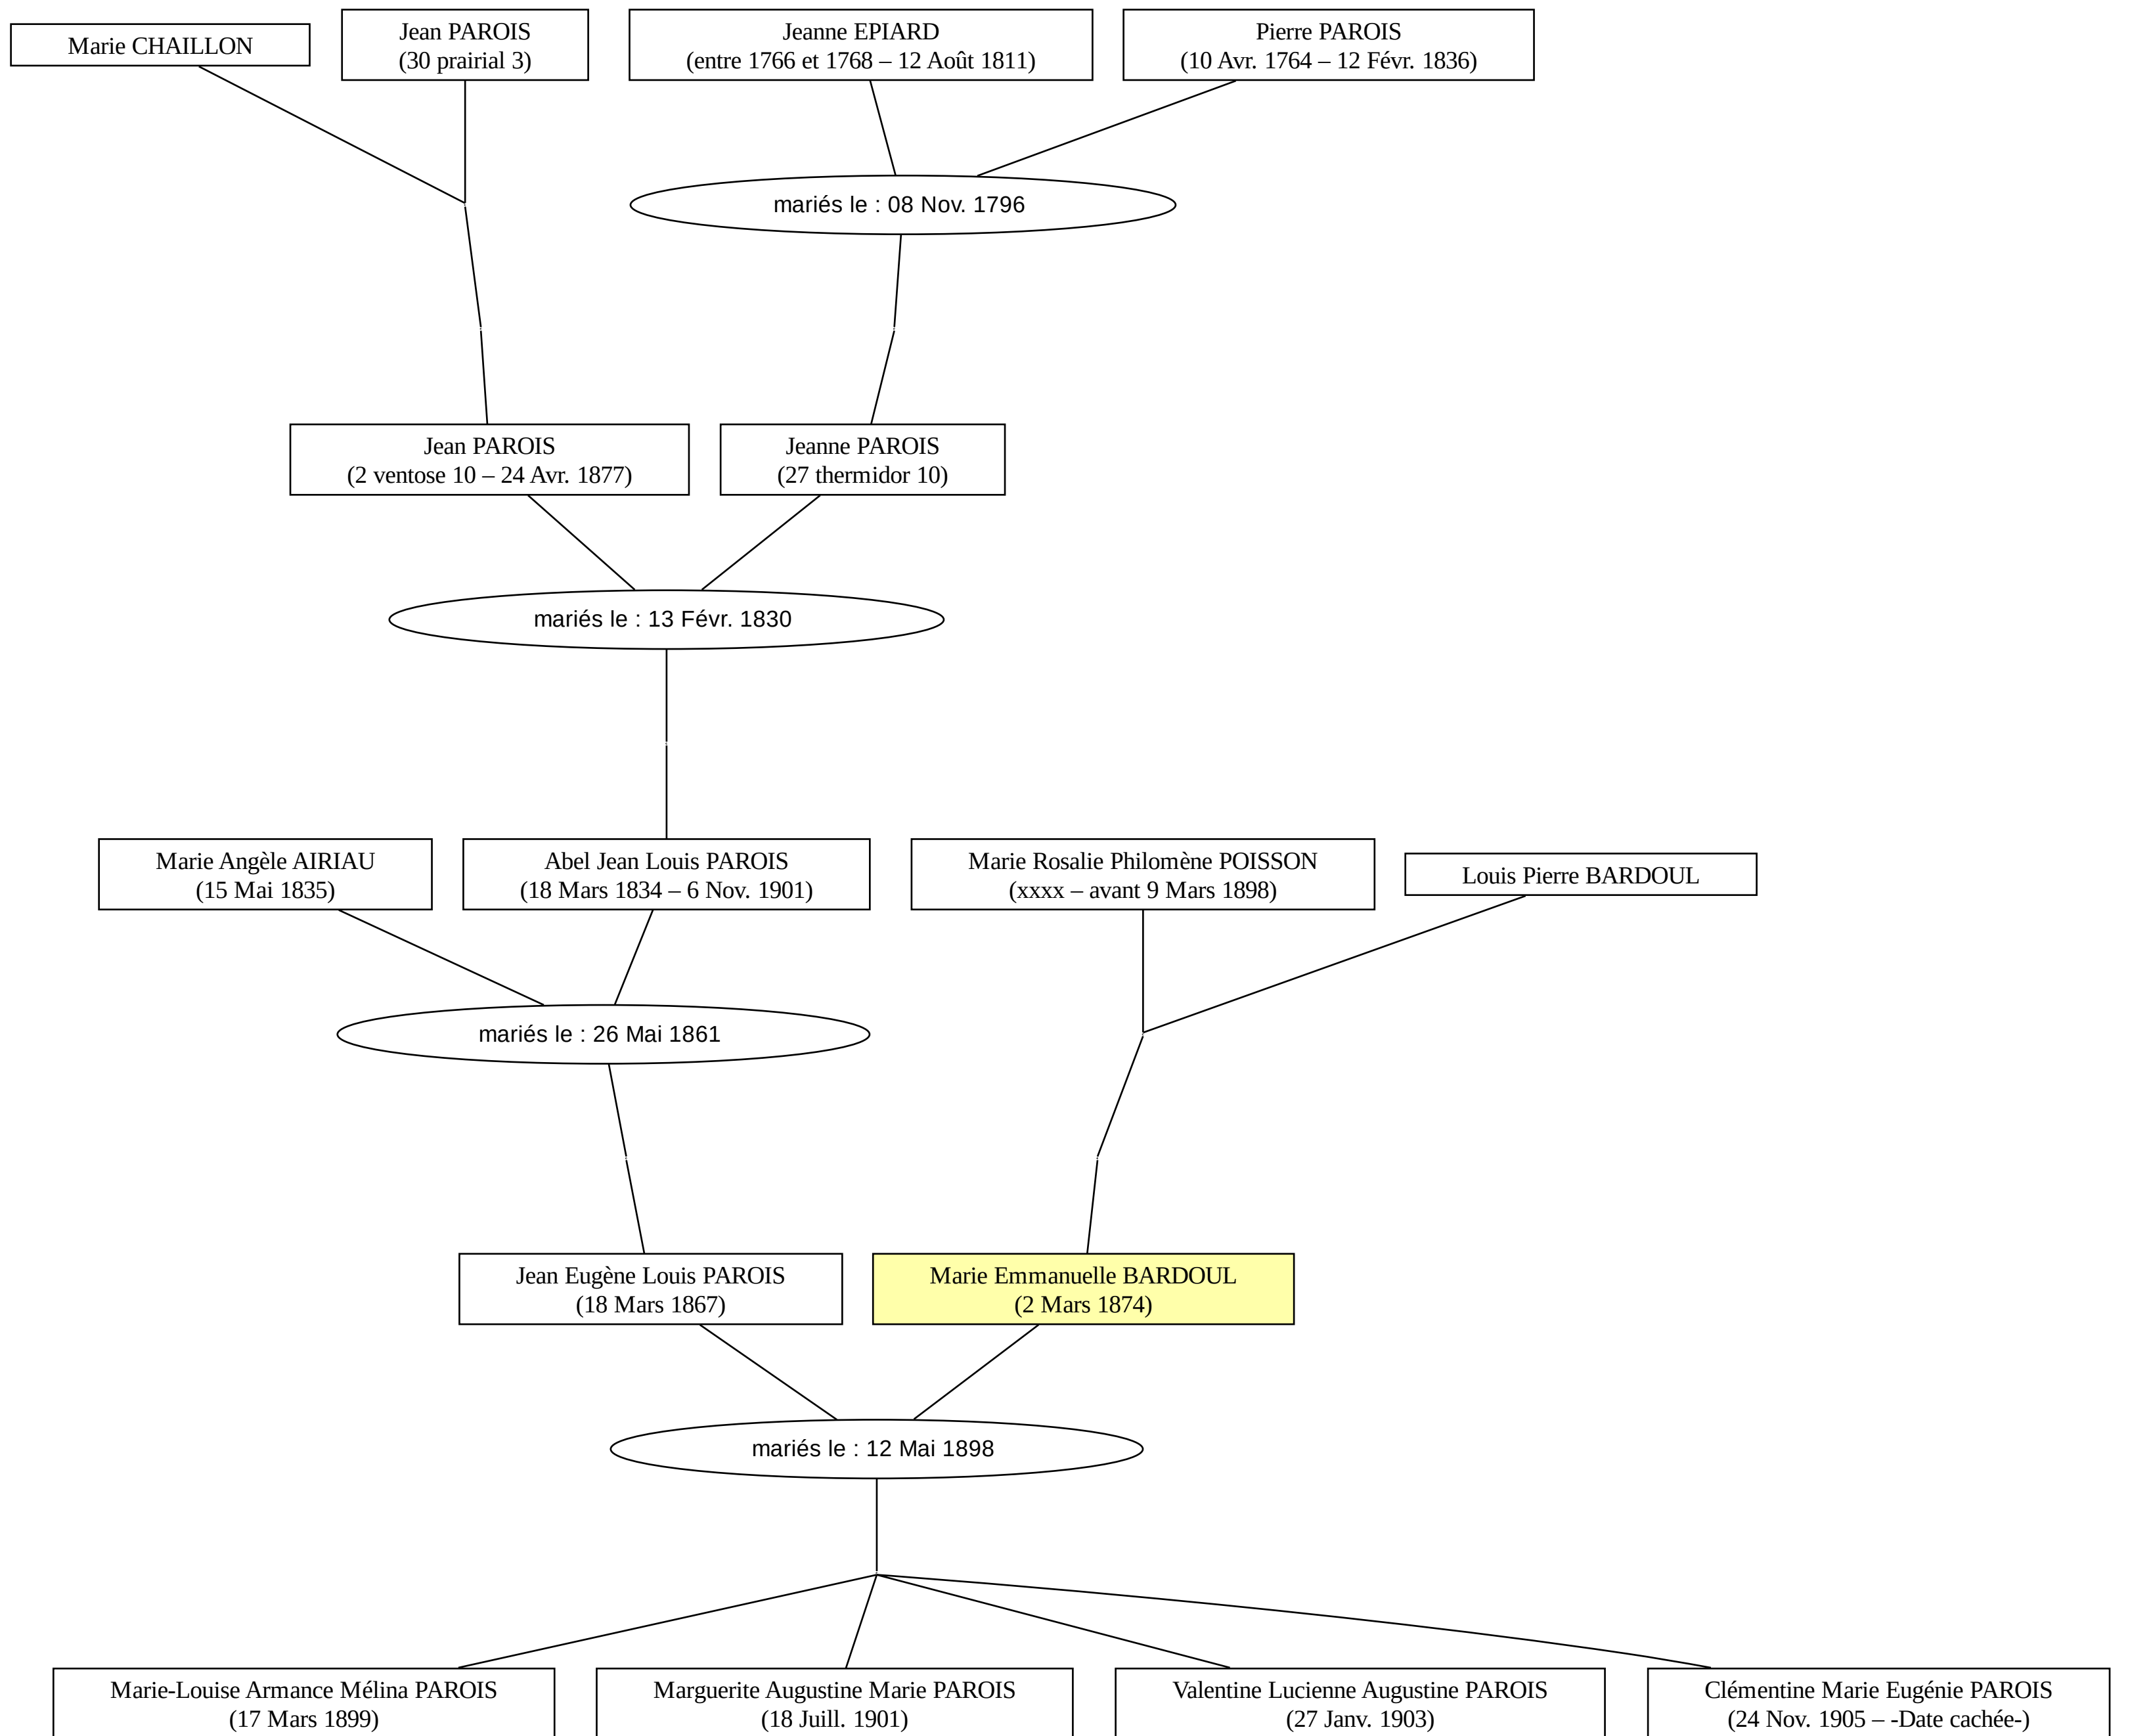 Marie CHAILLON
Jean PAROIS
(30 prairial 3)
Jeanne EPIARD
(entre 1766 et 1768 – 12 Août 1811)
Pierre PAROIS
(10 Avr. 1764 – 12 Févr. 1836)
mariés le : 08 Nov. 1796
Jean PAROIS
(2 ventose 10 – 24 Avr. 1877)
Jeanne PAROIS
(27 thermidor 10)
mariés le : 13 Févr. 1830
Marie Angèle AIRIAU
(15 Mai 1835)
Abel Jean Louis PAROIS
(18 Mars 1834 – 6 Nov. 1901)
Marie Rosalie Philomène POISSON
(xxxx – avant 9 Mars 1898)
Louis Pierre BARDOUL
mariés le : 26 Mai 1861
Jean Eugène Louis PAROIS
(18 Mars 1867)
Marie Emmanuelle BARDOUL
(2 Mars 1874)
mariés le : 12 Mai 1898
Marie-Louise Armance Mélina PAROIS
(17 Mars 1899)
Marguerite Augustine Marie PAROIS
(18 Juill. 1901)
Valentine Lucienne Augustine PAROIS
(27 Janv. 1903)
Clémentine Marie Eugénie PAROIS
(24 Nov. 1905 – -Date cachée-)